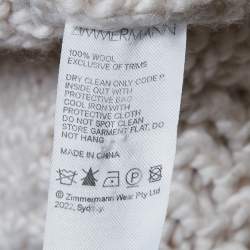 ZIMMERMANN
100% WOOL
EXCLUSIVE OF TRIMS
DRY CLEAN ONLY CODE P
INSIDE OUT WITH
PROTECTIVE BAG
COOL IRON WITH
PROTECTIVE CLOTH
DO NOT SPOT CLEAN
STORE GARMENT FLAT, DO
NOT HANG
MADE IN CHINA
© Zimmermann Wear Pty Ltd
2022, Sydney